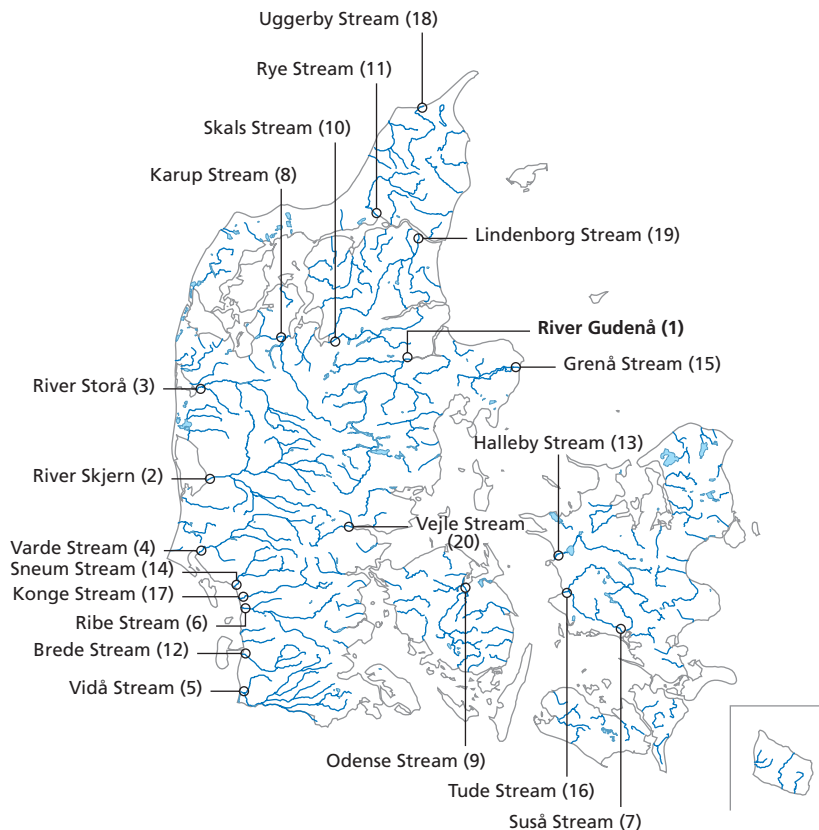 Uggerby Stream (18)
Rye Stream (11)
Skals Stream (10)
Karup Stream (8)
Lindenborg Stream (19)
River Gudenå (1)
Grenå Stream (15)
River Storå (3)
Halleby Stream (13)
River Skjern (2)
Vejle Stream
(20)
Varde Stream (4)
Sneum Stream (14)
Konge Stream (17)
Ribe Stream (6)
Brede Stream (12)
Vidå Stream (5)
Odense Stream (9)
Tude Stream (16)
Suså Stream (7)